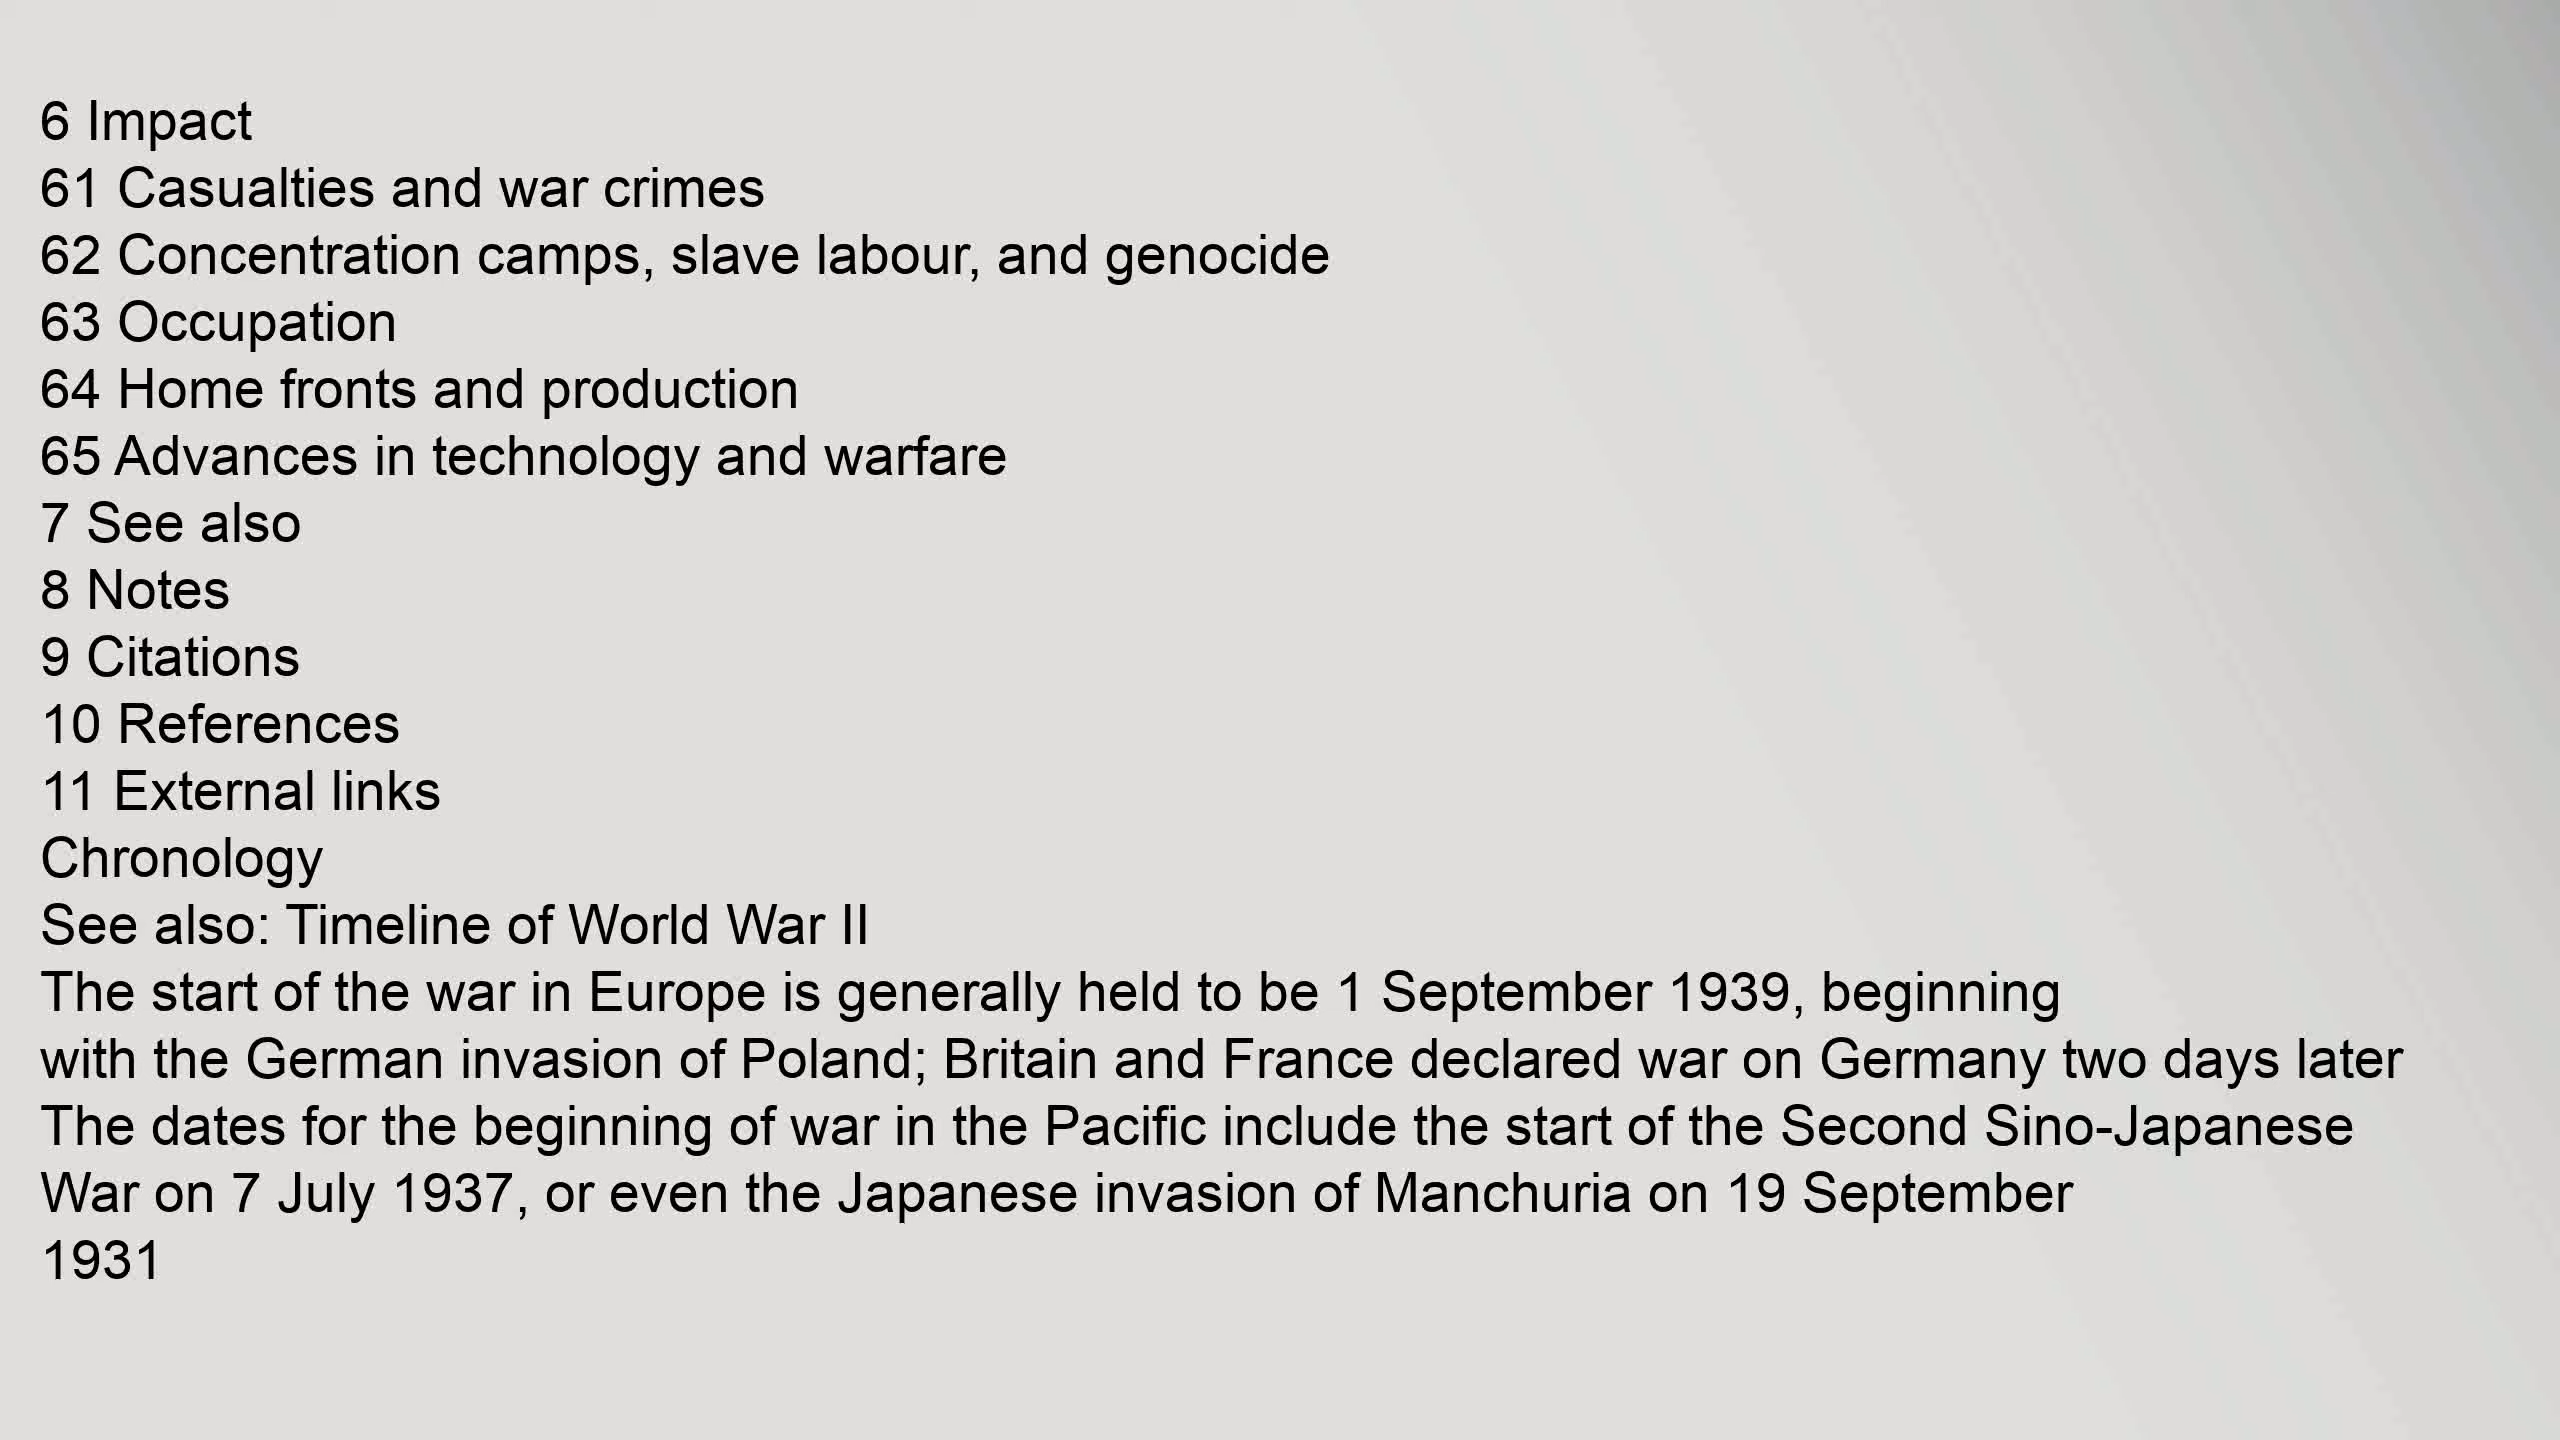 6 Impact
61 Casualties and war crimes
62 Concentration camps, slave labour, and genocide
63 Occupation
64 Home fronts and production
65 Advances in technology and warfare
7 See also
8 Notes
9 Citations
10 References
11 External links
Chronology
See also: Timeline of World War II
The start of the war in Europe is generally held to be 1 September 1939, beginning
with the German invasion of Poland; Britain and France declared war on Germany two days later
The dates for the beginning of war in the Pacific include the start of the Second Sino-Japanese
War on 7 July 1937, or even the Japanese invasion of Manchuria on 19 September
1931